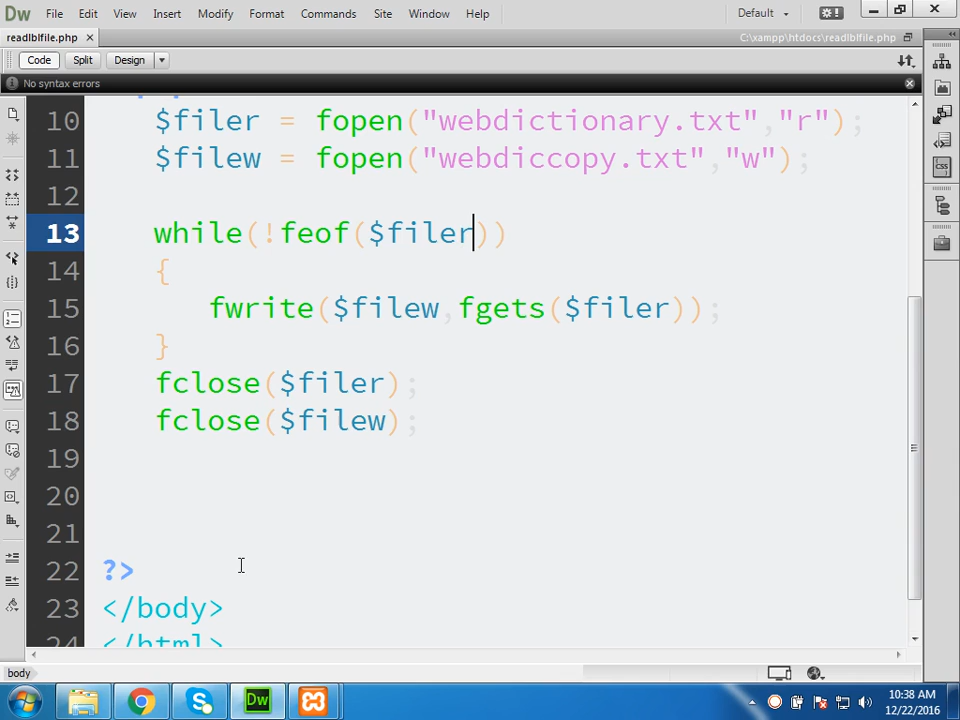 Dw File Edit View Insert Modify Format Commands Site Window Help Default
readlblfile.php × C:\xampp\htdocs\readlblfile.php
Code Split Design
No syntax errors
10 $filer = fopen("webdictionary.txt","r");
11 $filew = fopen("webdiccopy.txt","w");
12
13 while(!feof($filer))
14 {
15 fwrite($filew,fgets($filer));
16 }
17 fclose($filer);
18 fclose($filew);
19
20
21
22 ?>
23 </body>
24 </html>
body
Dw
10:38 AM
12/22/2016